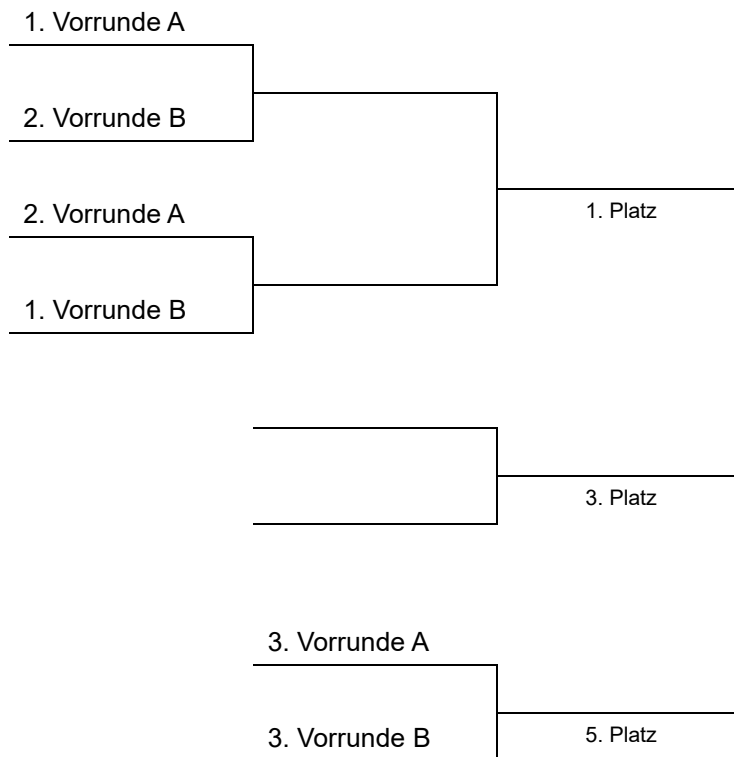 1. Vorrunde A
2. Vorrunde B
2. Vorrunde A
1. Platz
1. Vorrunde B
3. Platz
3. Vorrunde A
3. Vorrunde B
5. Platz